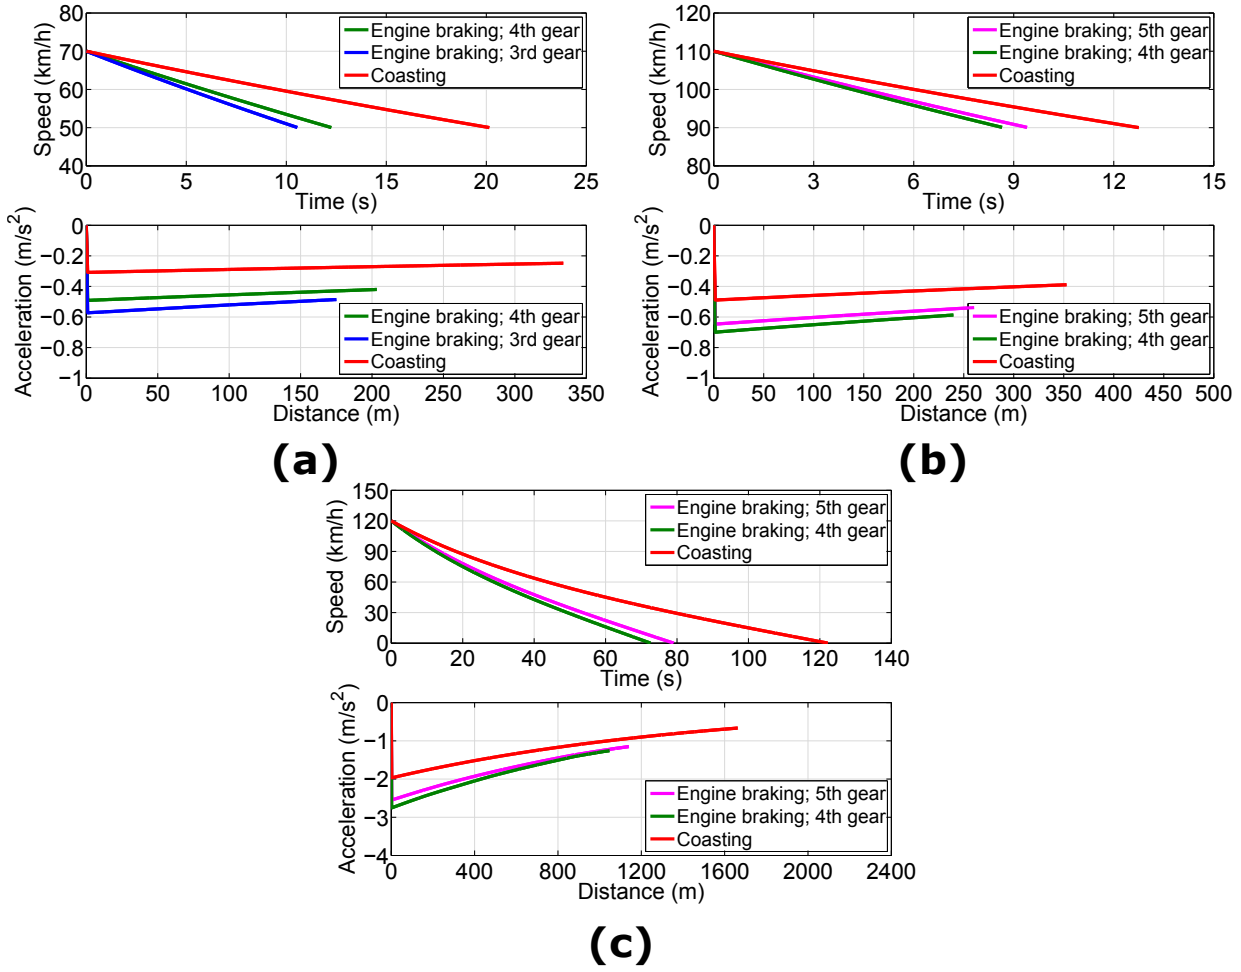 80
70
60
50
40
Speed (km/h)
Engine braking; 4th gear
Engine braking; 3rd gear
Coasting
0 5 10 15 20 25
Time (s)
0
−0.2
−0.4
−0.6
−0.8
−1
Acceleration (m/s²)
Engine braking; 4th gear
Engine braking; 3rd gear
Coasting
0 50 100 150 200 250 300 350
Distance (m)
(a)
120
110
100
90
80
Speed (km/h)
Engine braking; 5th gear
Engine braking; 4th gear
Coasting
0 3 6 9 12 15
Time (s)
0
−0.2
−0.4
−0.6
−0.8
−1
Acceleration (m/s²)
Engine braking; 5th gear
Engine braking; 4th gear
Coasting
0 50 100 150 200 250 300 350 400 450 500
Distance (m)
(b)
150
120
90
60
30
0
Speed (km/h)
Engine braking; 5th gear
Engine braking; 4th gear
Coasting
0 20 40 60 80 100 120 140
Time (s)
0
−1
−2
−3
−4
Acceleration (m/s²)
Engine braking; 5th gear
Engine braking; 4th gear
Coasting
0 400 800 1200 1600 2000 2400
Distance (m)
(c)